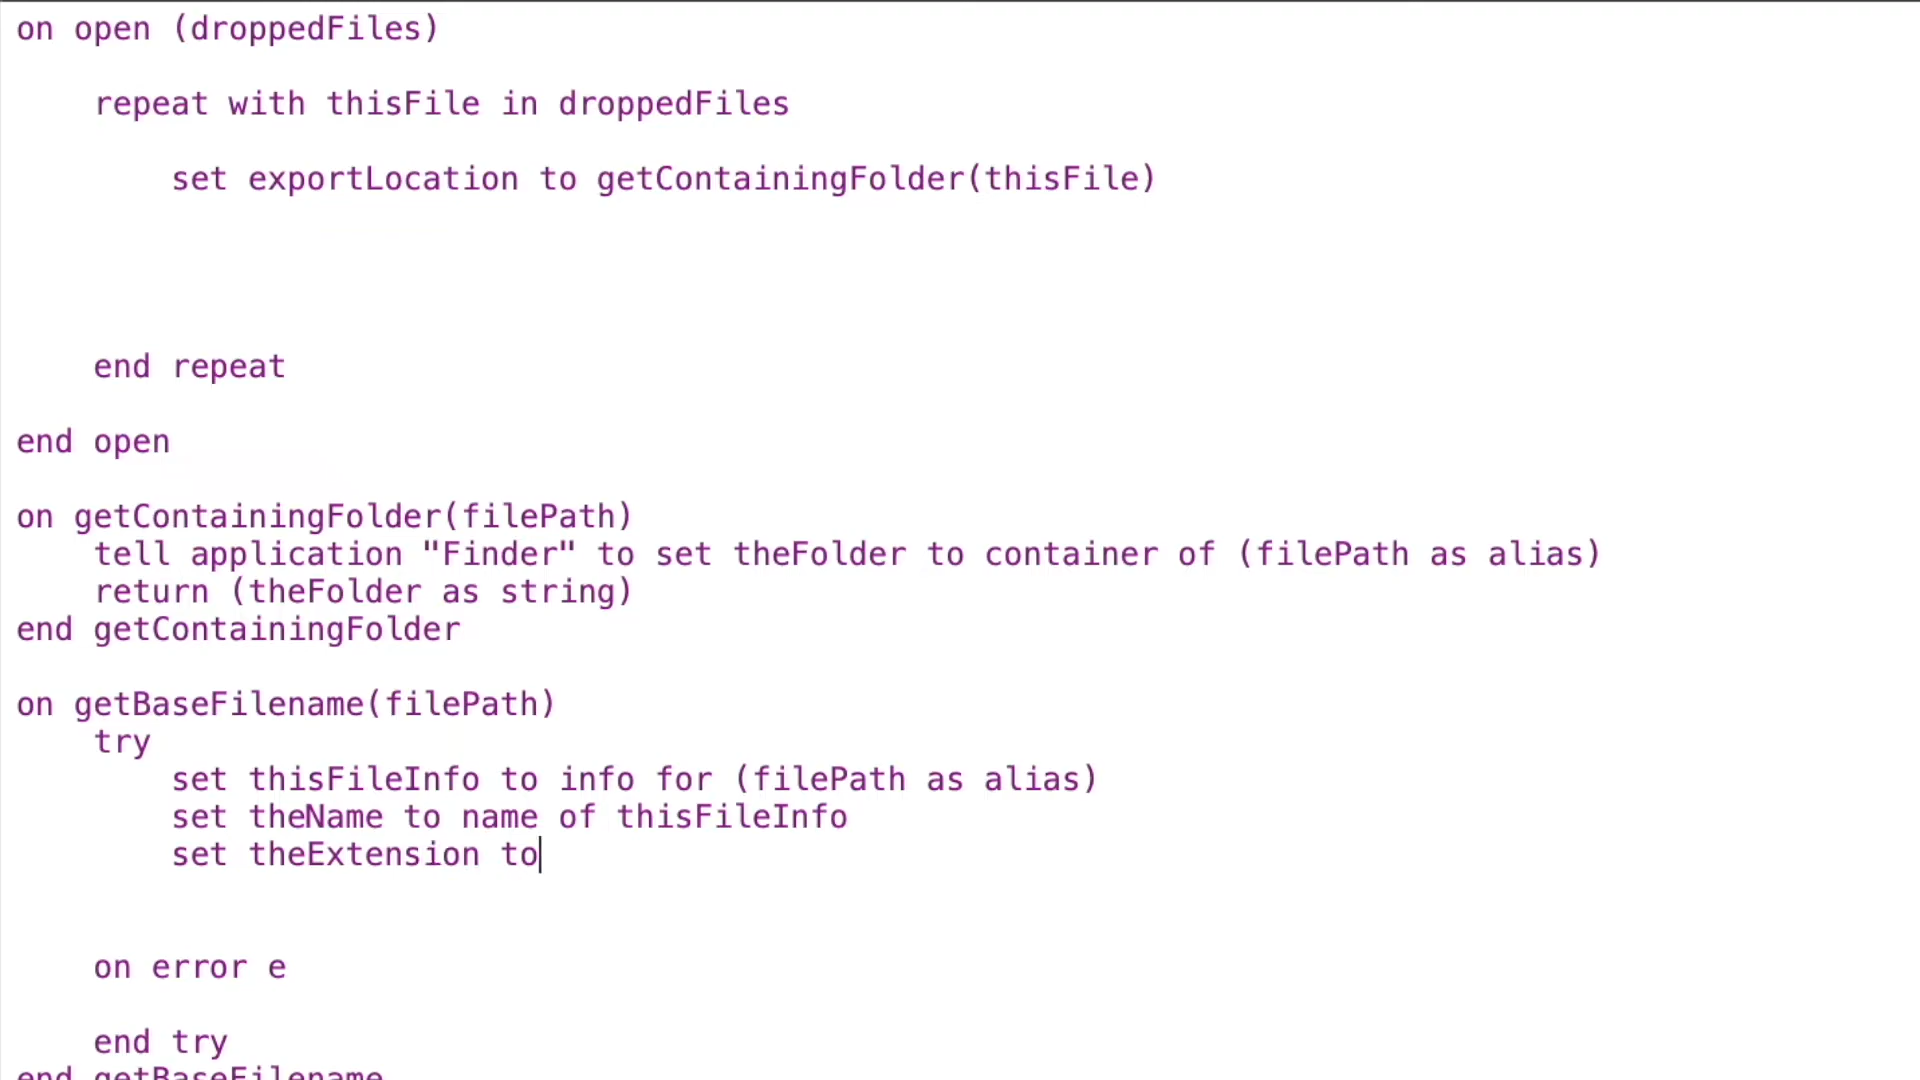 on open (droppedFiles)
repeat with thisFile in droppedFiles
set exportLocation to getContainingFolder(thisFile)
end repeat
end open
on getContainingFolder(filePath)
tell application "Finder" to set theFolder to container of (filePath as alias)
return (theFolder as string)
end getContainingFolder
on getBaseFilename(filePath)
try
set thisFileInfo to info for (filePath as alias)
set theName to name of thisFileInfo
set theExtension to
on error e
end try
end getBaseFilename